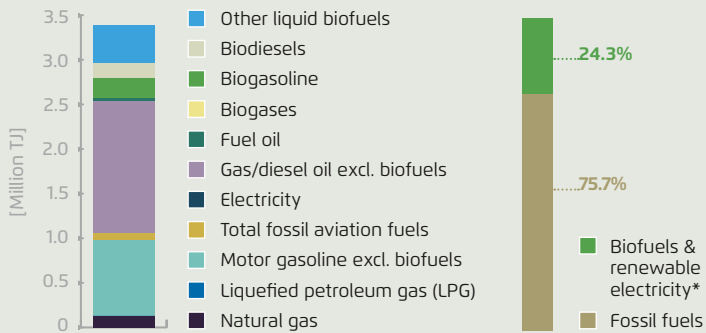 [Million TJ]
3.5
3.0
2.5
2.0
1.5
1.0
0.5
0
Other liquid biofuels
Biodiesels
Biogasoline
Biogases
Fuel oil
Gas/diesel oil excl. biofuels
Electricity
Total fossil aviation fuels
Motor gasoline excl. biofuels
Liquefied petroleum gas (LPG)
Natural gas
24.3%
75.7%
Biofuels &
renewable
electricity*
Fossil fuels